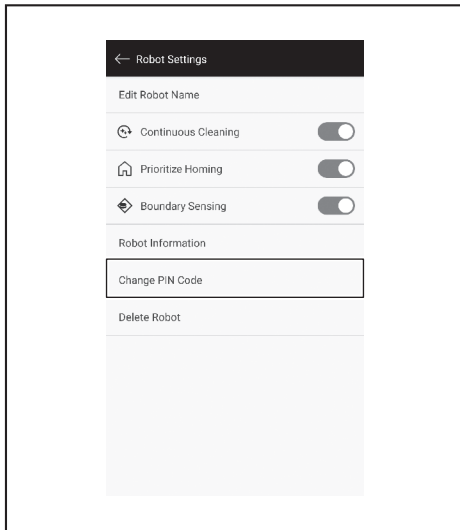 Robot Settings
Edit Robot Name
Continuous Cleaning
Prioritize Homing
Boundary Sensing
Robot Information
Change PIN Code
Delete Robot